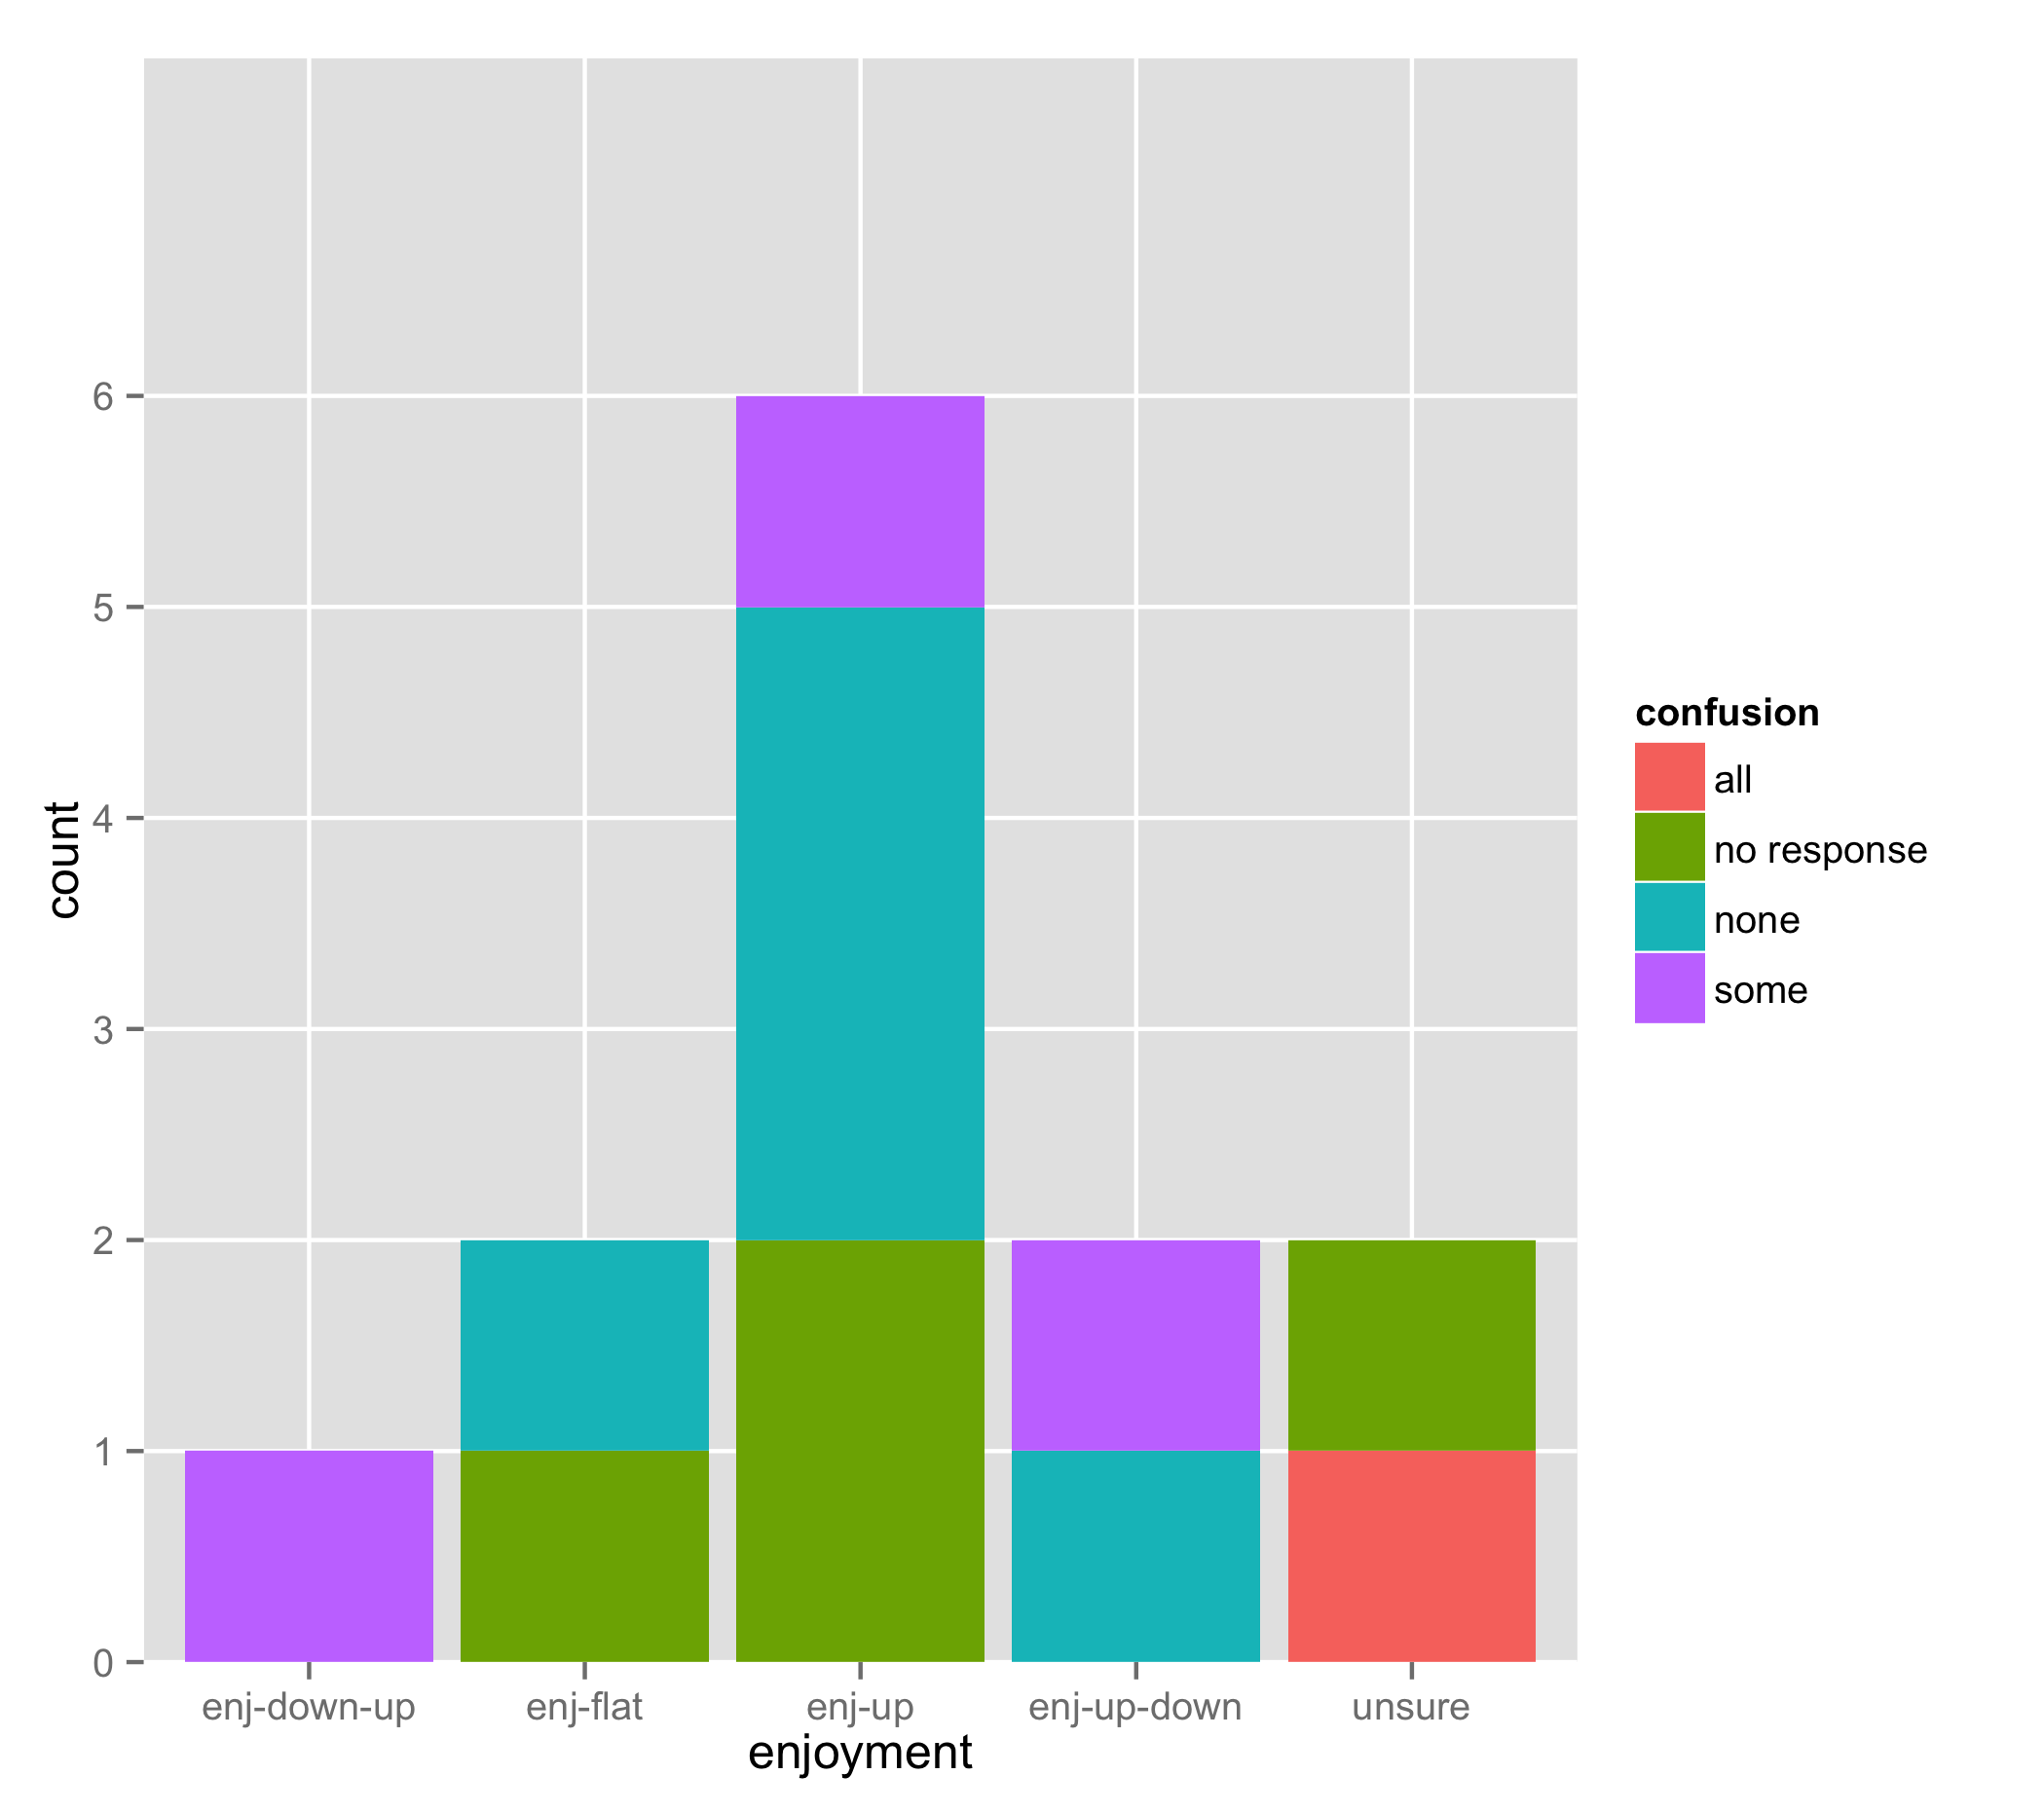 count
6
5
4
3
2
1
0
enj-down-up
enj-flat
enj-up
enj-up-down
unsure
enjoyment
confusion
all
no response
none
some